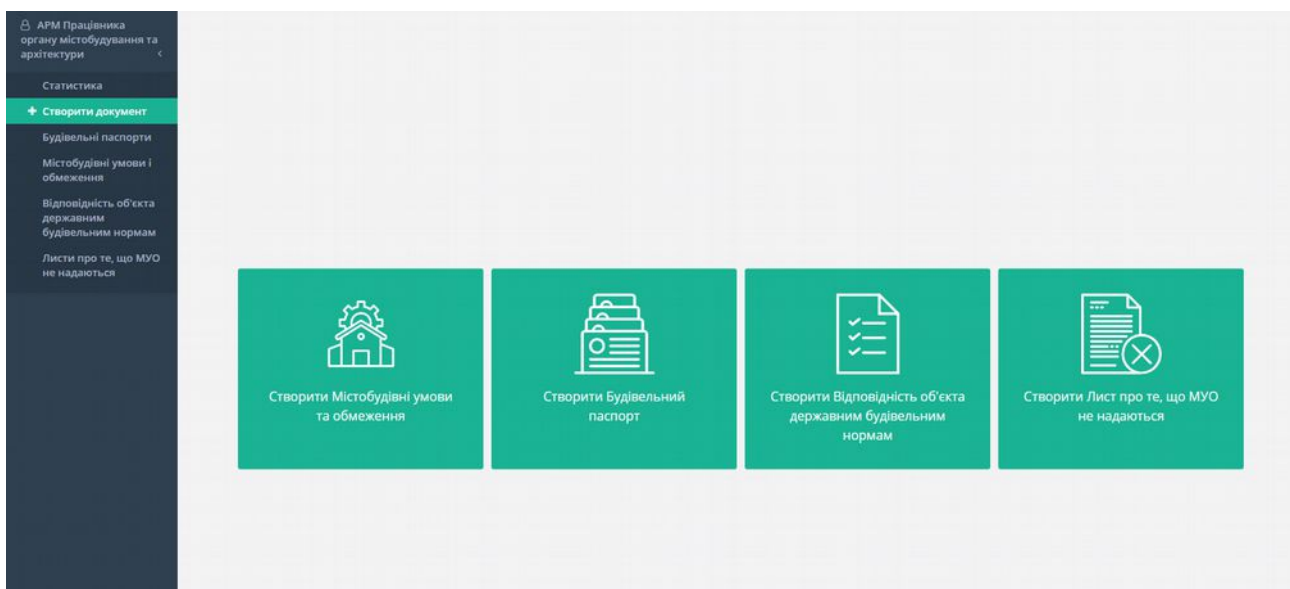 АРМ Працівника
органу містобудування та
архітектури
Статистика
Створити документ
Будівельні паспорти
Містобудівні умови і
обмеження
Відповідність об'єкта
державним
будівельним нормам
Листи про те, що МУО
не надаються
Створити Містобудівні умови
та обмеження
Створити Будівельний
паспорт
Створити Відповідність об'єкта
державним будівельним
нормам
Створити Лист про те, що МУО
не надаються